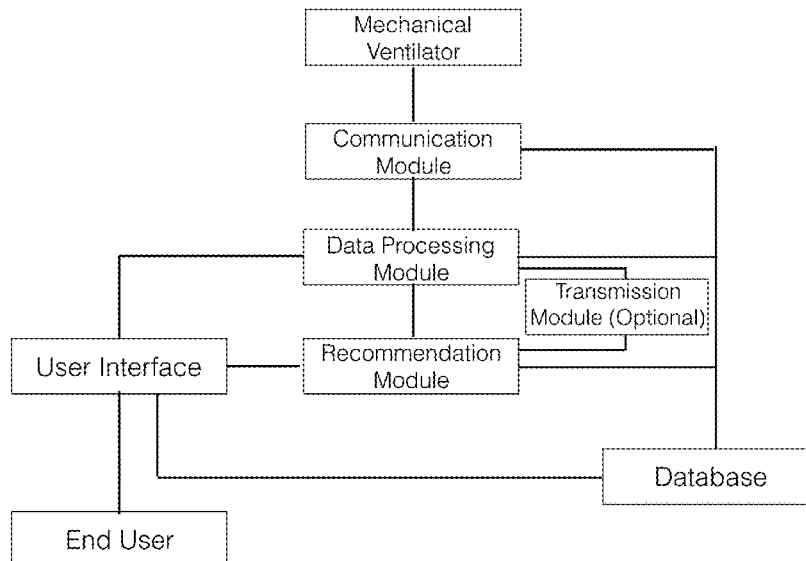 Mechanical
Ventilator
Communication
Module
Data Processing
Module
Transmission
Module (Optional)
User Interface
Recommendation
Module
Database
End User